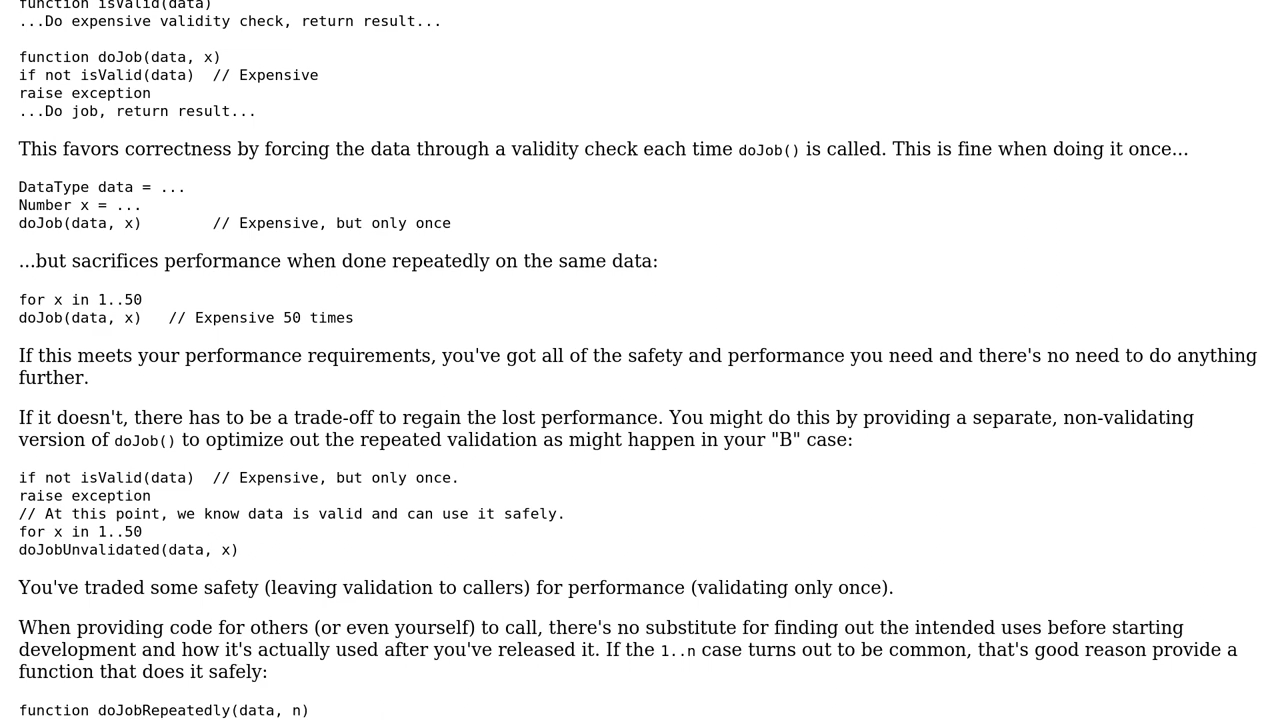 function isValid(data)
...Do expensive validity check, return result...
function doJob(data, x)
if not isValid(data)  // Expensive
raise exception
...Do job, return result...
This favors correctness by forcing the data through a validity check each time doJob() is called. This is fine when doing it once...
DataType data = ...
Number x = ...
doJob(data, x)        // Expensive, but only once
...but sacrifices performance when done repeatedly on the same data:
for x in 1..50
doJob(data, x)   // Expensive 50 times
If this meets your performance requirements, you've got all of the safety and performance you need and there's no need to do anything
further.
If it doesn't, there has to be a trade-off to regain the lost performance. You might do this by providing a separate, non-validating
version of doJob() to optimize out the repeated validation as might happen in your "B" case:
if not isValid(data)  // Expensive, but only once.
raise exception
// At this point, we know data is valid and can use it safely.
for x in 1..50
doJobUnvalidated(data, x)
You've traded some safety (leaving validation to callers) for performance (validating only once).
When providing code for others (or even yourself) to call, there's no substitute for finding out the intended uses before starting
development and how it's actually used after you've released it. If the 1..n case turns out to be common, that's good reason provide a
function that does it safely:
function doJobRepeatedly(data, n)